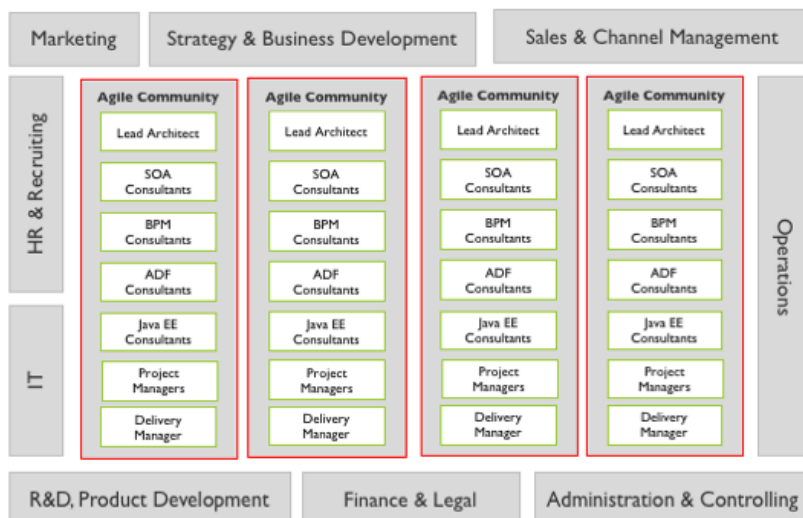 Marketing
Strategy & Business Development
Sales & Channel Management
HR & Recruiting
IT
Agile Community
Lead Architect
SOA
Consultants
BPM
Consultants
ADF
Consultants
Java EE
Consultants
Project
Managers
Delivery
Manager
Agile Community
Lead Architect
SOA
Consultants
BPM
Consultants
ADF
Consultants
Java EE
Consultants
Project
Managers
Delivery
Manager
Agile Community
Lead Architect
SOA
Consultants
BPM
Consultants
ADF
Consultants
Java EE
Consultants
Project
Managers
Delivery
Manager
Agile Community
Lead Architect
SOA
Consultants
BPM
Consultants
ADF
Consultants
Java EE
Consultants
Project
Managers
Delivery
Manager
Operations
R&D, Product Development
Finance & Legal
Administration & Controlling